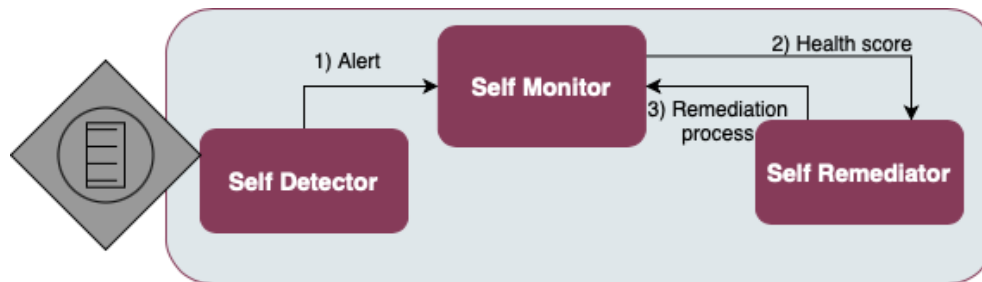 1) Alert
Self Monitor
2) Health score
3) Remediation
process
Self Detector
Self Remediator